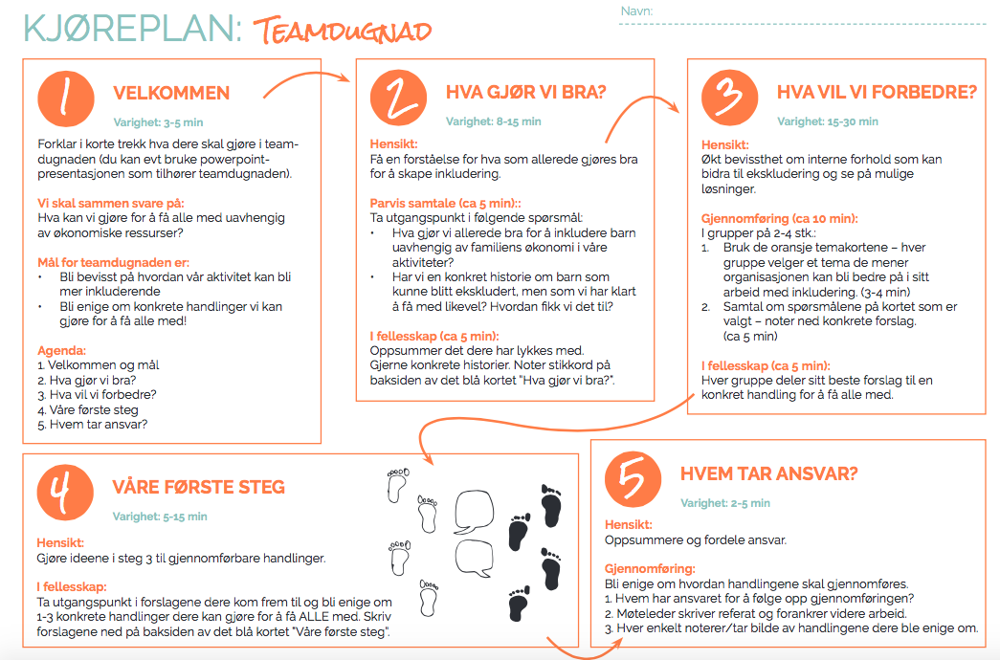 KJØREPLAN: TEAMDUGNAD
Navn:
1 VELKOMMEN
Varighet: 3-5 min
Forklar i korte trekk hva dere skal gjøre i team-
dugnaden (du kan evt bruke powerpoint-
presentasjonen som tilhører teamdugnaden).
Vi skal sammen svare på:
Hva kan vi gjøre for å få alle med uavhengig
av økonomiske ressurser?
Mål for teamdugnaden er:
• Bli bevisst på hvordan vår aktivitet kan bli
mer inkluderende
• Bli enige om konkrete handlinger vi kan
gjøre for å få alle med!
Agenda:
1. Velkommen og mål
2. Hva gjør vi bra?
3. Hva vil vi forbedre?
4. Våre første steg
5. Hvem tar ansvar?
2 HVA GJØR VI BRA?
Varighet: 8-15 min
Hensikt:
Få en forståelse for hva som allerede gjøres bra
for å skape inkludering.
Parvis samtale (ca 5 min)::
Ta utgangspunkt i følgende spørsmål:
• Hva gjør vi allerede bra for å inkludere barn
uavhengig av familiens økonomi i våre
aktiviteter?
• Har vi en konkret historie om barn som
kunne blitt ekskludert, men som vi har klart
å få med likevel? Hvordan fikk vi det til?
I fellesskap (ca 5 min):
Oppsummer det dere har lykkes med.
Gjerne konkrete historier. Noter stikkord på
baksiden av det blå kortet "Hva gjør vi bra?".
3 HVA VIL VI FORBEDRE?
Varighet: 15-30 min
Hensikt:
Økt bevissthet om interne forhold som kan
bidra til ekskludering og se på mulige
løsninger.
Gjennomføring (ca 10 min):
I grupper på 2-4 stk.:
1. Bruk de oransje temakortene – hver
gruppe velger et tema de mener
organisasjonen kan bli bedre på i sitt
arbeid med inkludering. (3-4 min)
2. Samtal om spørsmålene på kortet som er
valgt – noter ned konkrete forslag.
(ca 5 min)
I fellesskap (ca 5 min):
Hver gruppe deler sitt beste forslag til en
konkret handling for å få alle med.
4 VÅRE FØRSTE STEG
Varighet: 5-15 min
Hensikt:
Gjøre ideene i steg 3 til gjennomførbare handlinger.
I fellesskap:
Ta utgangspunkt i forslagene dere kom frem til og bli enige om
1-3 konkrete handlinger dere kan gjøre for å få ALLE med. Skriv
forslagene ned på baksiden av det blå kortet "Våre første steg".
5 HVEM TAR ANSVAR?
Varighet: 2-5 min
Hensikt:
Oppsummere og fordele ansvar.
Gjennomføring:
Bli enige om hvordan handlingene skal gjennomføres.
1. Hvem har ansvaret for å følge opp gjennomføringen?
2. Møteleder skriver referat og forankrer videre arbeid.
3. Hver enkelt noterer/tar bilde av handlingene dere ble enige om.